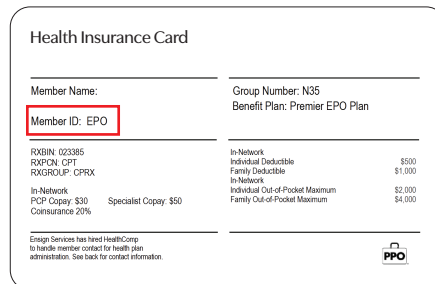 Health Insurance Card
Member Name:
Member ID: EPO
Group Number: N35
Benefit Plan: Premier EPO Plan
RXBIN: 023385
RXPCN: CPT
RXGROUP: CPRX
In-Network
PCP Copay: $30 Specialist Copay: $50
Coinsurance 20%
In-Network
Individual Deductible $500
Family Deductible $1,000
In-Network
Individual Out-of-Pocket Maximum $2,000
Family Out-of-Pocket Maximum $4,000
Ensign Services has hired HealthComp
to handle member contact for health plan
administration. See back for contact information.
PPO